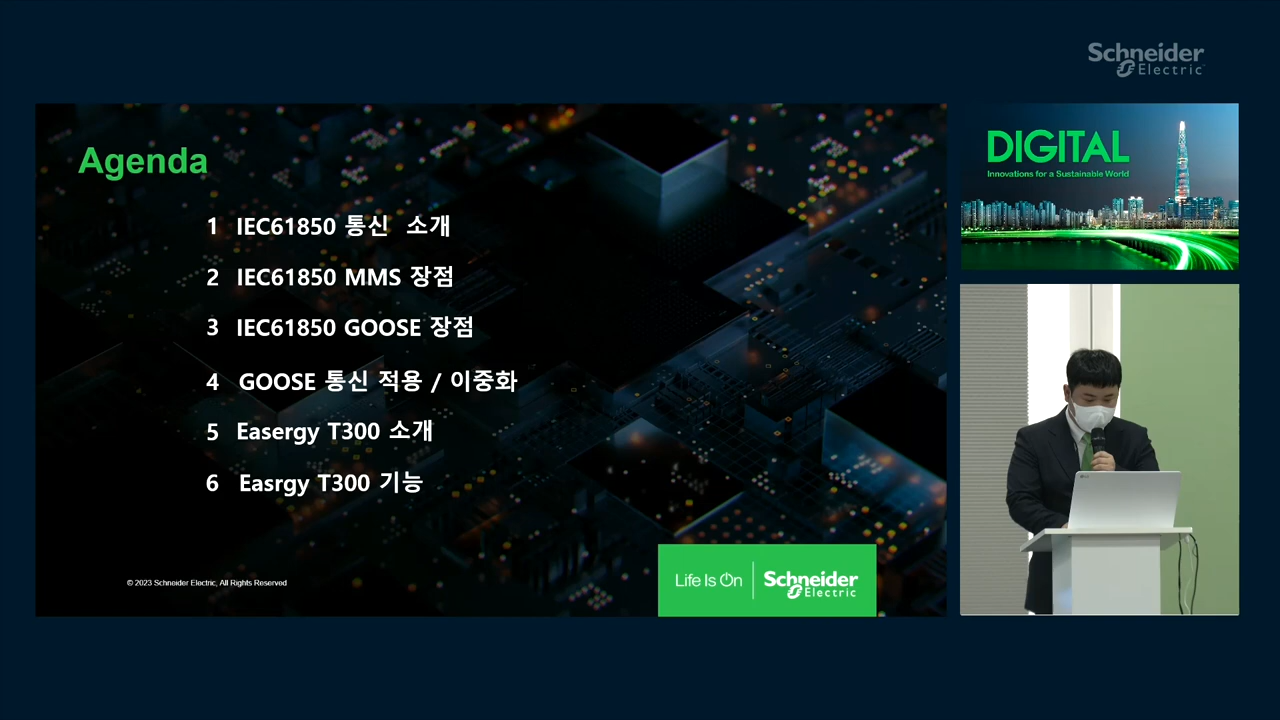 Schneider
Electric
Agenda
1 IEC61850 통신 소개
2 IEC61850 MMS 장점
3 IEC61850 GOOSE 장점
4 GOOSE 통신 적용 / 이중화
5 Easergy T300 소개
6 Easrgy T300 기능
© 2023 Schneider Electric, All Rights Reserved
Life Is On
Schneider
Electric
DIGITAL
Innovations for a Sustainable World